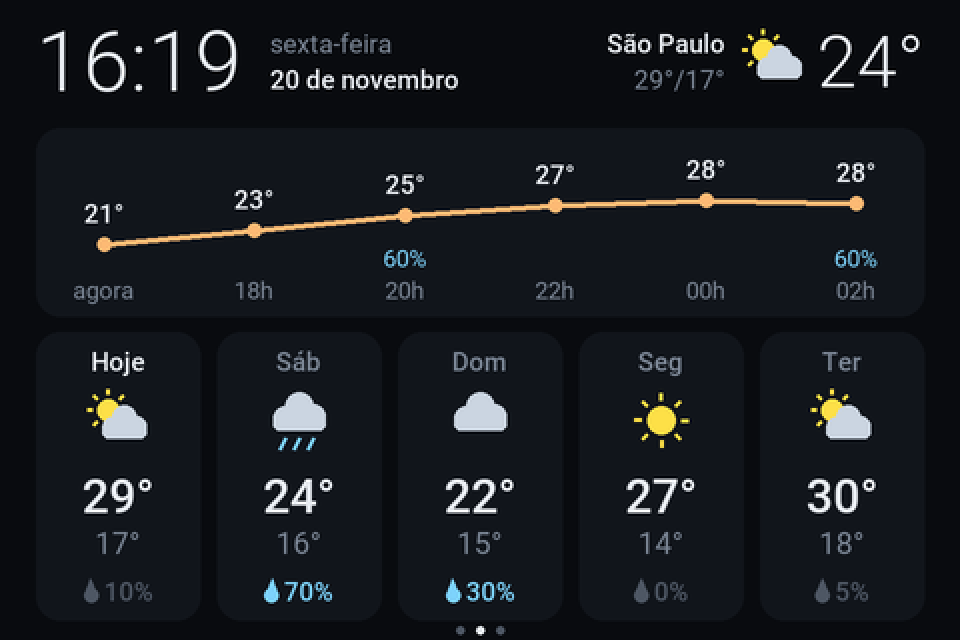 16:19
sexta-feira
20 de novembro
São Paulo
29°/17°
24°
21° 23° 25° 27° 28° 28°
60% 60%
agora 18h 20h 22h 00h 02h
Hoje Sáb Dom Seg Ter
29° 24° 22° 27° 30°
17° 16° 15° 14° 18°
10% 70% 30% 0% 5%